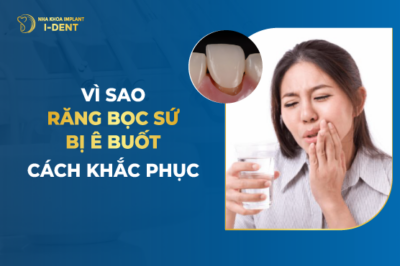 NHA KHOA IMPLANT
I-DENT
VÌ SAO
RĂNG BỌC SỨ
BỊ Ê BUỐT
CÁCH KHẮC PHỤC